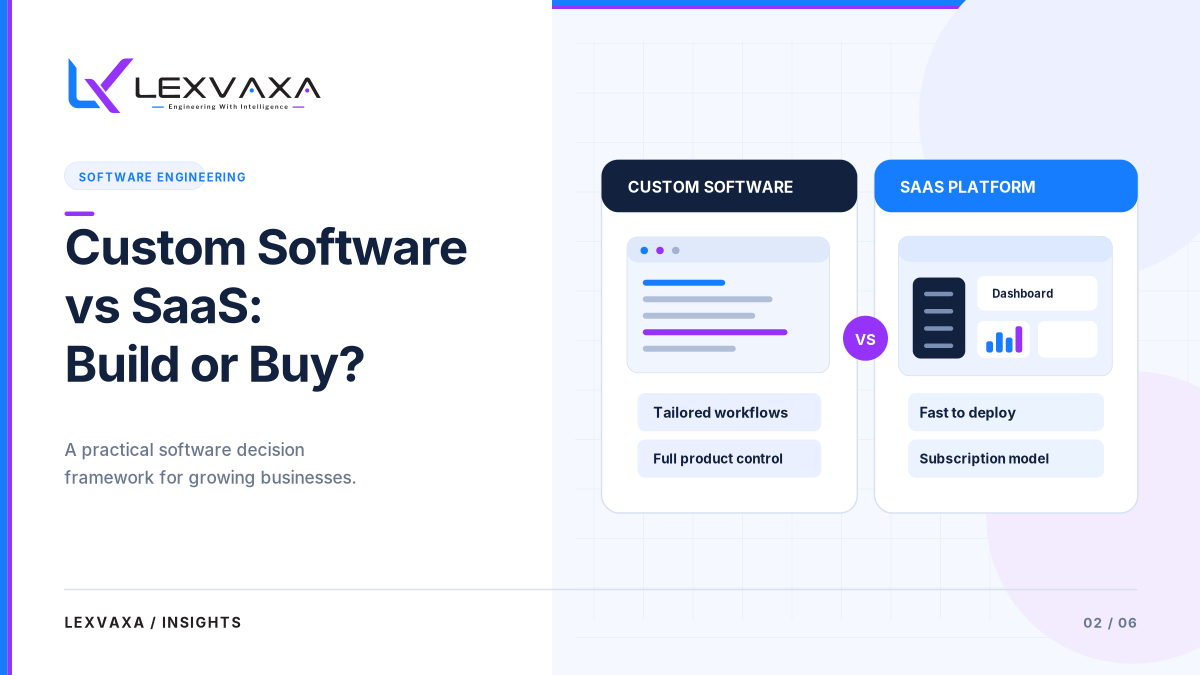 LEXVAXA
Engineering With Intelligence
SOFTWARE ENGINEERING
Custom Software
vs SaaS:
Build or Buy?
A practical software decision
framework for growing businesses.
CUSTOM SOFTWARE
Tailored workflows
Full product control
VS
SAAS PLATFORM
Dashboard
Fast to deploy
Subscription model
LEXVAXA / INSIGHTS
02 / 06